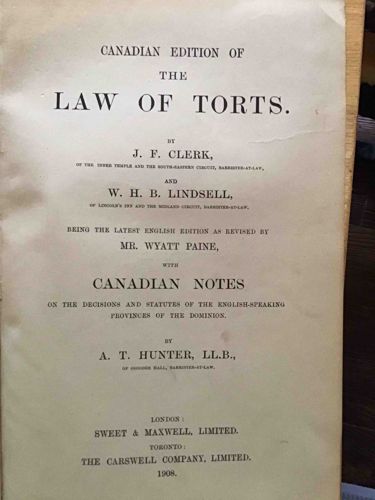 CANADIAN EDITION OF
THE
LAW OF TORTS.
BY
J. F. CLERK,
OF THE INNER TEMPLE AND THE SOUTH-EASTERN CIRCUIT, BARRISTER-AT-LAW,
AND
W. H. B. LINDSELL,
OF LINCOLN'S INN AND THE MIDLAND CIRCUIT, BARRISTER-AT-LAW.
BEING THE LATEST ENGLISH EDITION AS REVISED BY
MR. WYATT PAINE,
WITH
CANADIAN NOTES
ON THE DECISIONS AND STATUTES OF THE ENGLISH-SPEAKING
PROVINCES OF THE DOMINION.
BY
A. T. HUNTER, LL.B.,
OF OSGOODE HALL, BARRISTER-AT-LAW.
LONDON:
SWEET & MAXWELL, LIMITED.
TORONTO:
THE CARSWELL COMPANY, LIMITED.
1908.